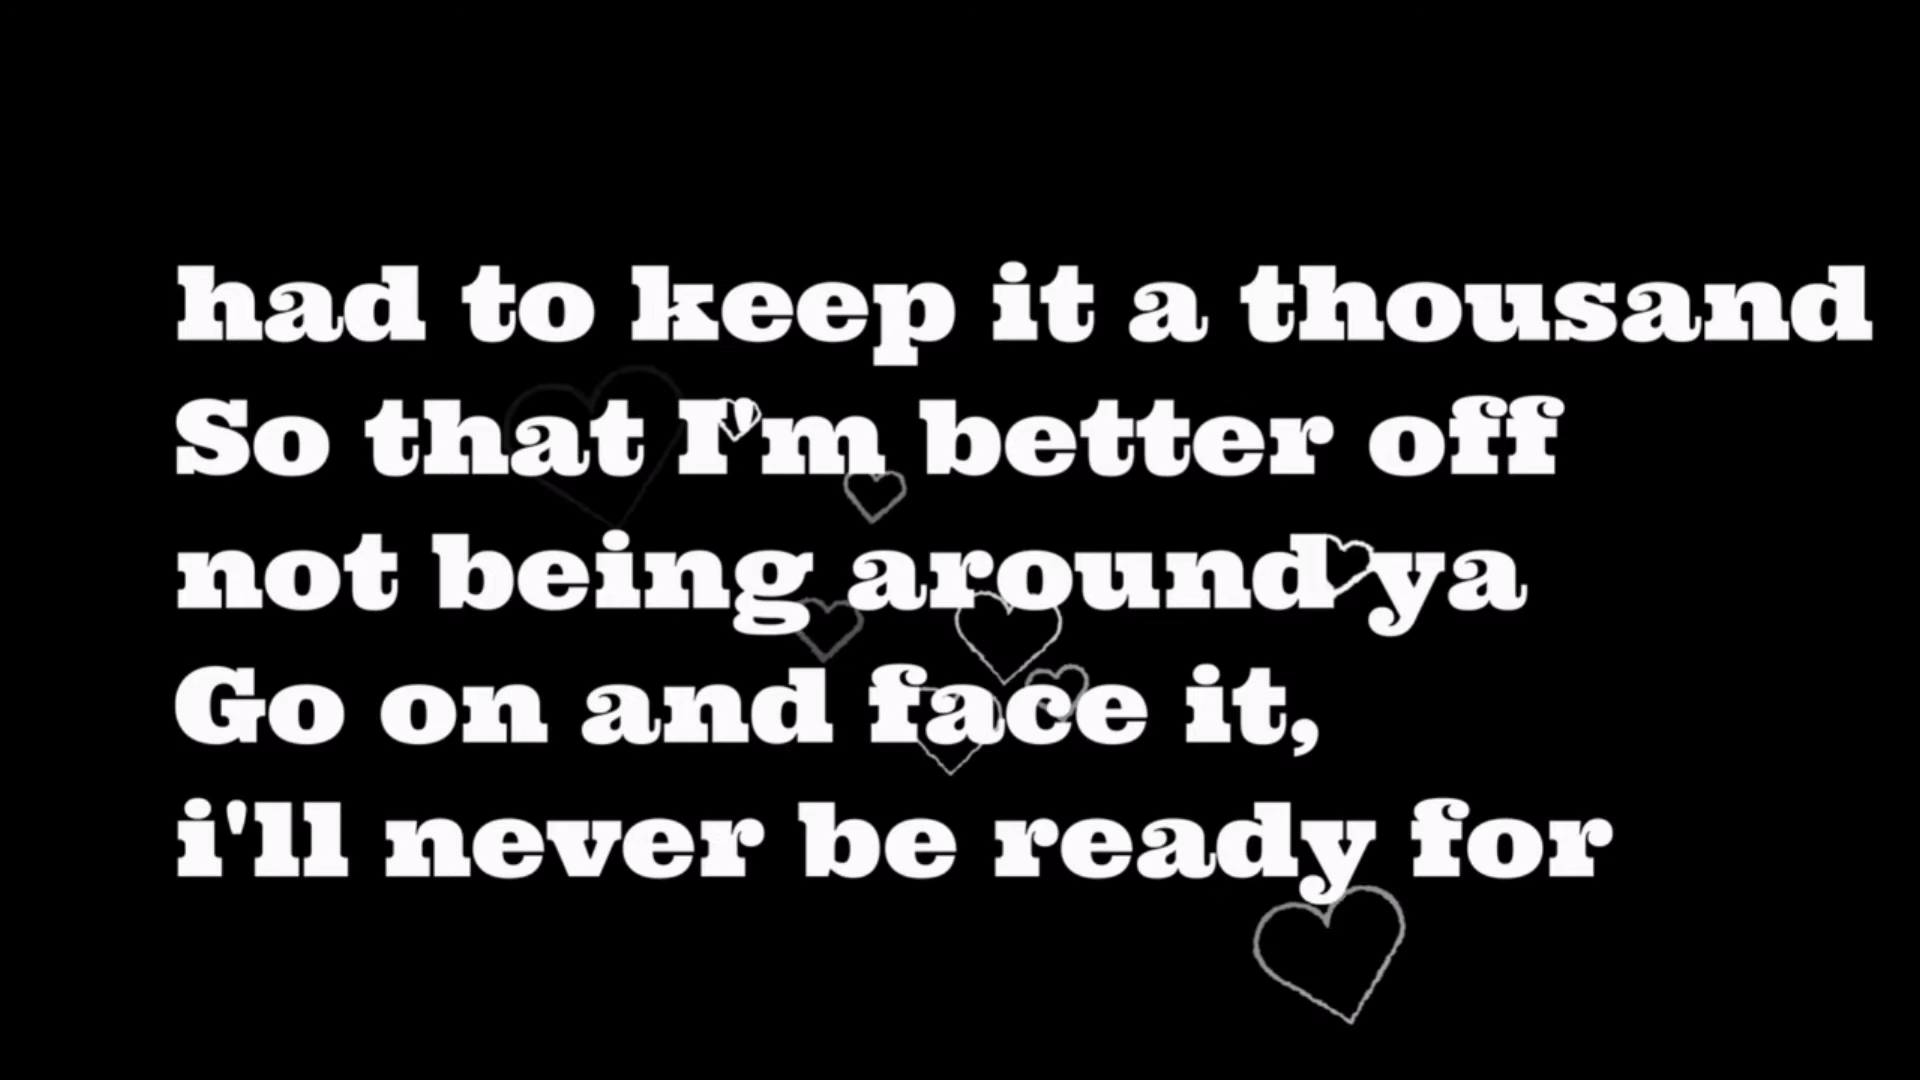 had to keep it a thousand
So that I'm better off
not being around ya
Go on and face it,
i'll never be ready for